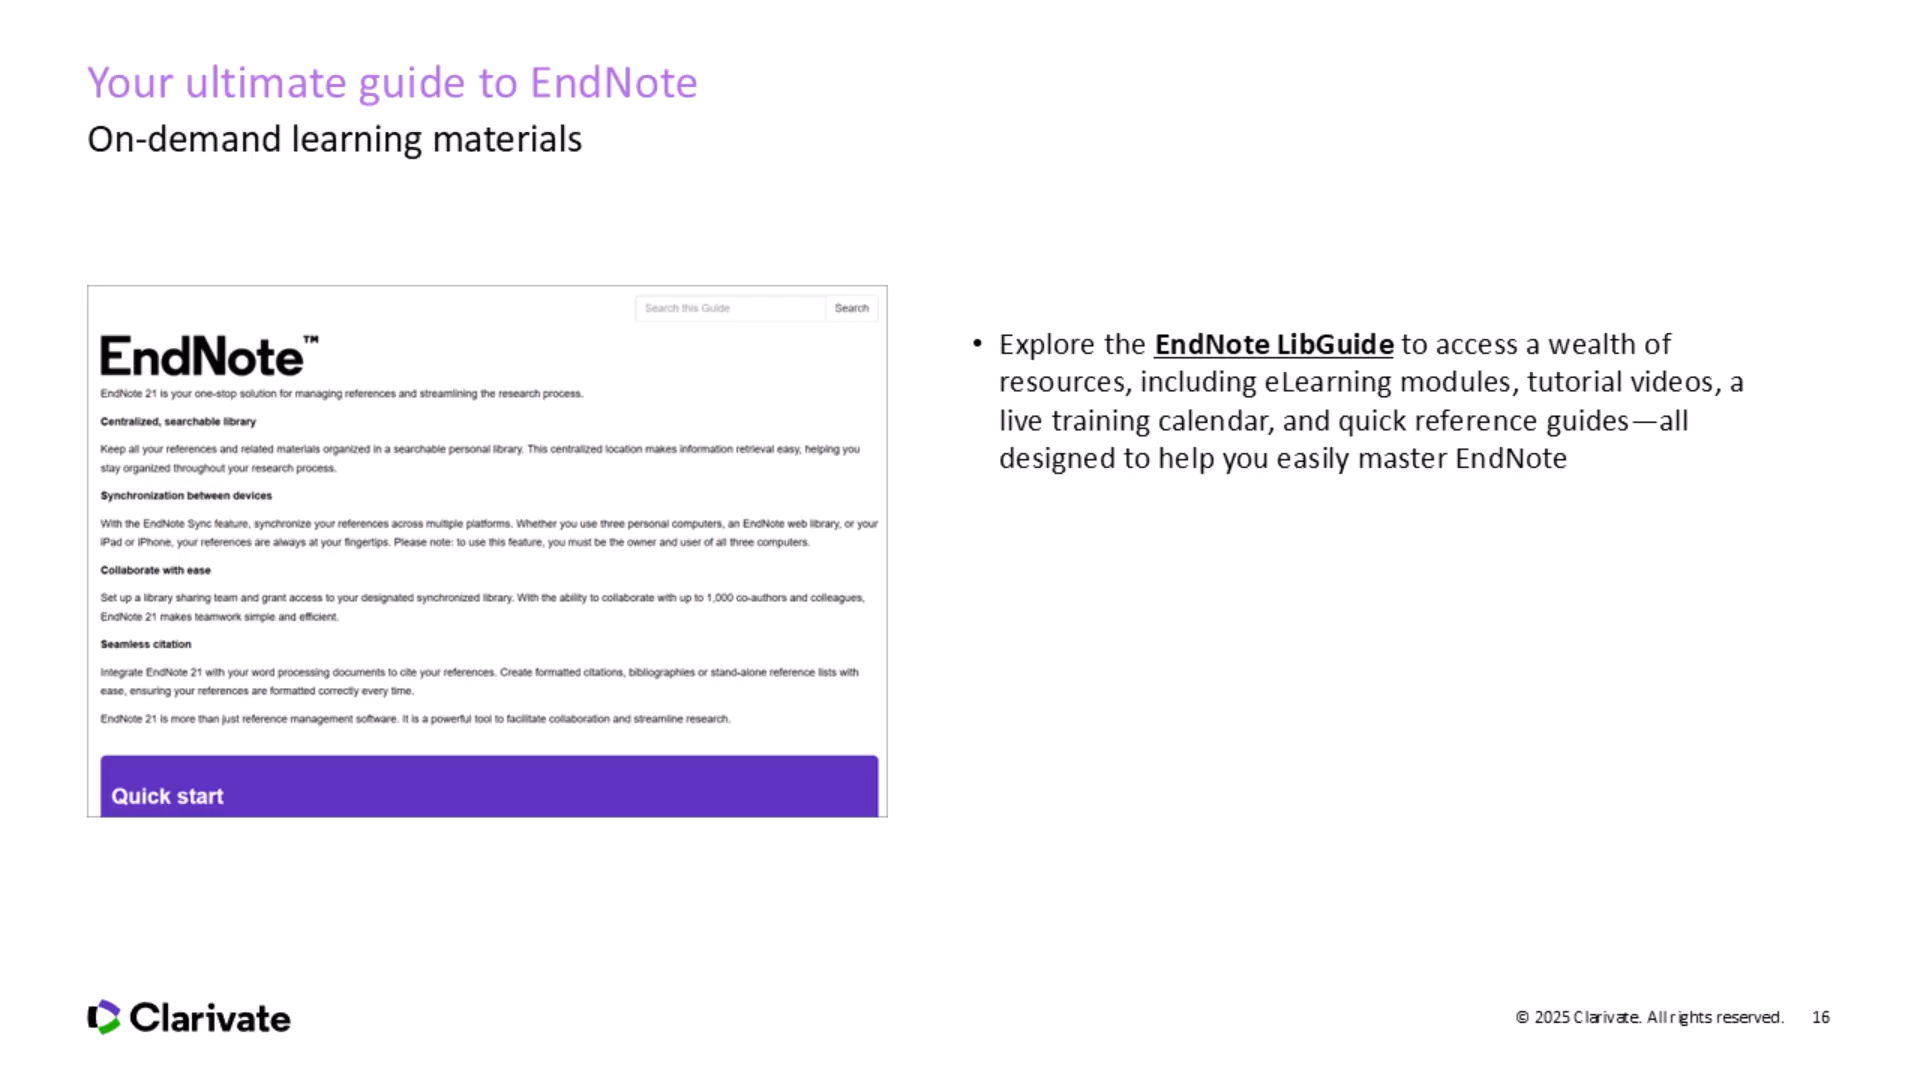 Your ultimate guide to EndNote
On-demand learning materials
Search this Guide
Search
EndNote™
EndNote 21 is your one-stop solution for managing references and streamlining the research process.
Centralized, searchable library
Keep all your references and related materials organized in a searchable personal library. This centralized location makes information retrieval easy, helping you
stay organized throughout your research process.
Synchronization between devices
With the EndNote Sync feature, synchronize your references across multiple platforms. Whether you use three personal computers, an EndNote web library, or your
iPad or iPhone, your references are always at your fingertips. Please note: to use this feature, you must be the owner and user of all three computers.
Collaborate with ease
Set up a library sharing team and grant access to your designated synchronized library. With the ability to collaborate with up to 1,000 co-authors and colleagues,
EndNote 21 makes teamwork simple and efficient.
Seamless citation
Integrate EndNote 21 with your word processing documents to cite your references. Create formatted citations, bibliographies or stand-alone reference lists with
ease, ensuring your references are formatted correctly every time.
EndNote 21 is more than just reference management software. It is a powerful tool to facilitate collaboration and streamline research.
Quick start
• Explore the EndNote LibGuide to access a wealth of
resources, including eLearning modules, tutorial videos, a
live training calendar, and quick reference guides—all
designed to help you easily master EndNote
Clarivate
© 2025 Clarivate. All rights reserved.
16